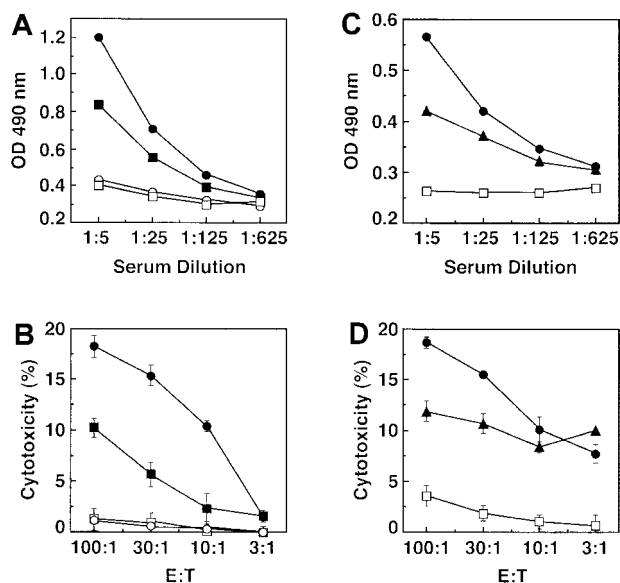 A
OD 490 nm
1.2
1.0
0.8
0.6
0.4
0.2
1:5 1:25 1:125 1:625
Serum Dilution
C
OD 490 nm
0.6
0.5
0.4
0.3
0.2
1:5 1:25 1:125 1:625
Serum Dilution
B
Cytotoxicity (%)
20
15
10
5
0
100:1 30:1 10:1 3:1
E:T
D
Cytotoxicity (%)
20
15
10
5
0
100:1 30:1 10:1 3:1
E:T